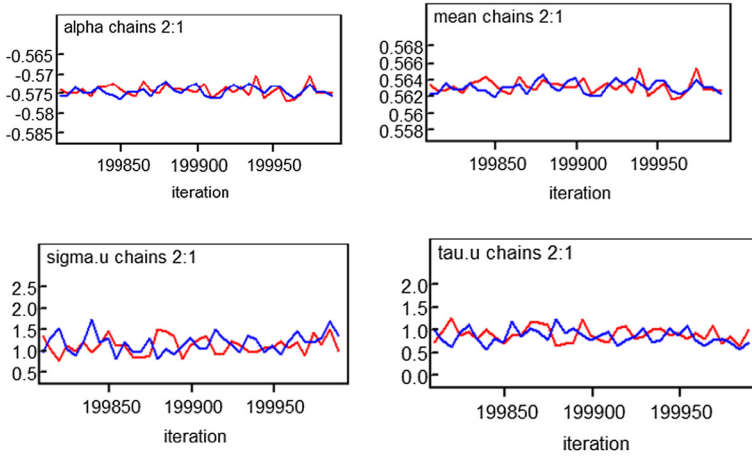 alpha chains 2:1
-0.565
-0.57
-0.575
-0.58
-0.585
199850 199900 199950
iteration
mean chains 2:1
0.568
0.566
0.564
0.562
0.56
0.558
199850 199900 199950
iteration
sigma.u chains 2:1
2.5
2.0
1.5
1.0
0.5
199850 199900 199950
iteration
tau.u chains 2:1
2.0
1.5
1.0
0.5
0.0
199850 199900 199950
iteration